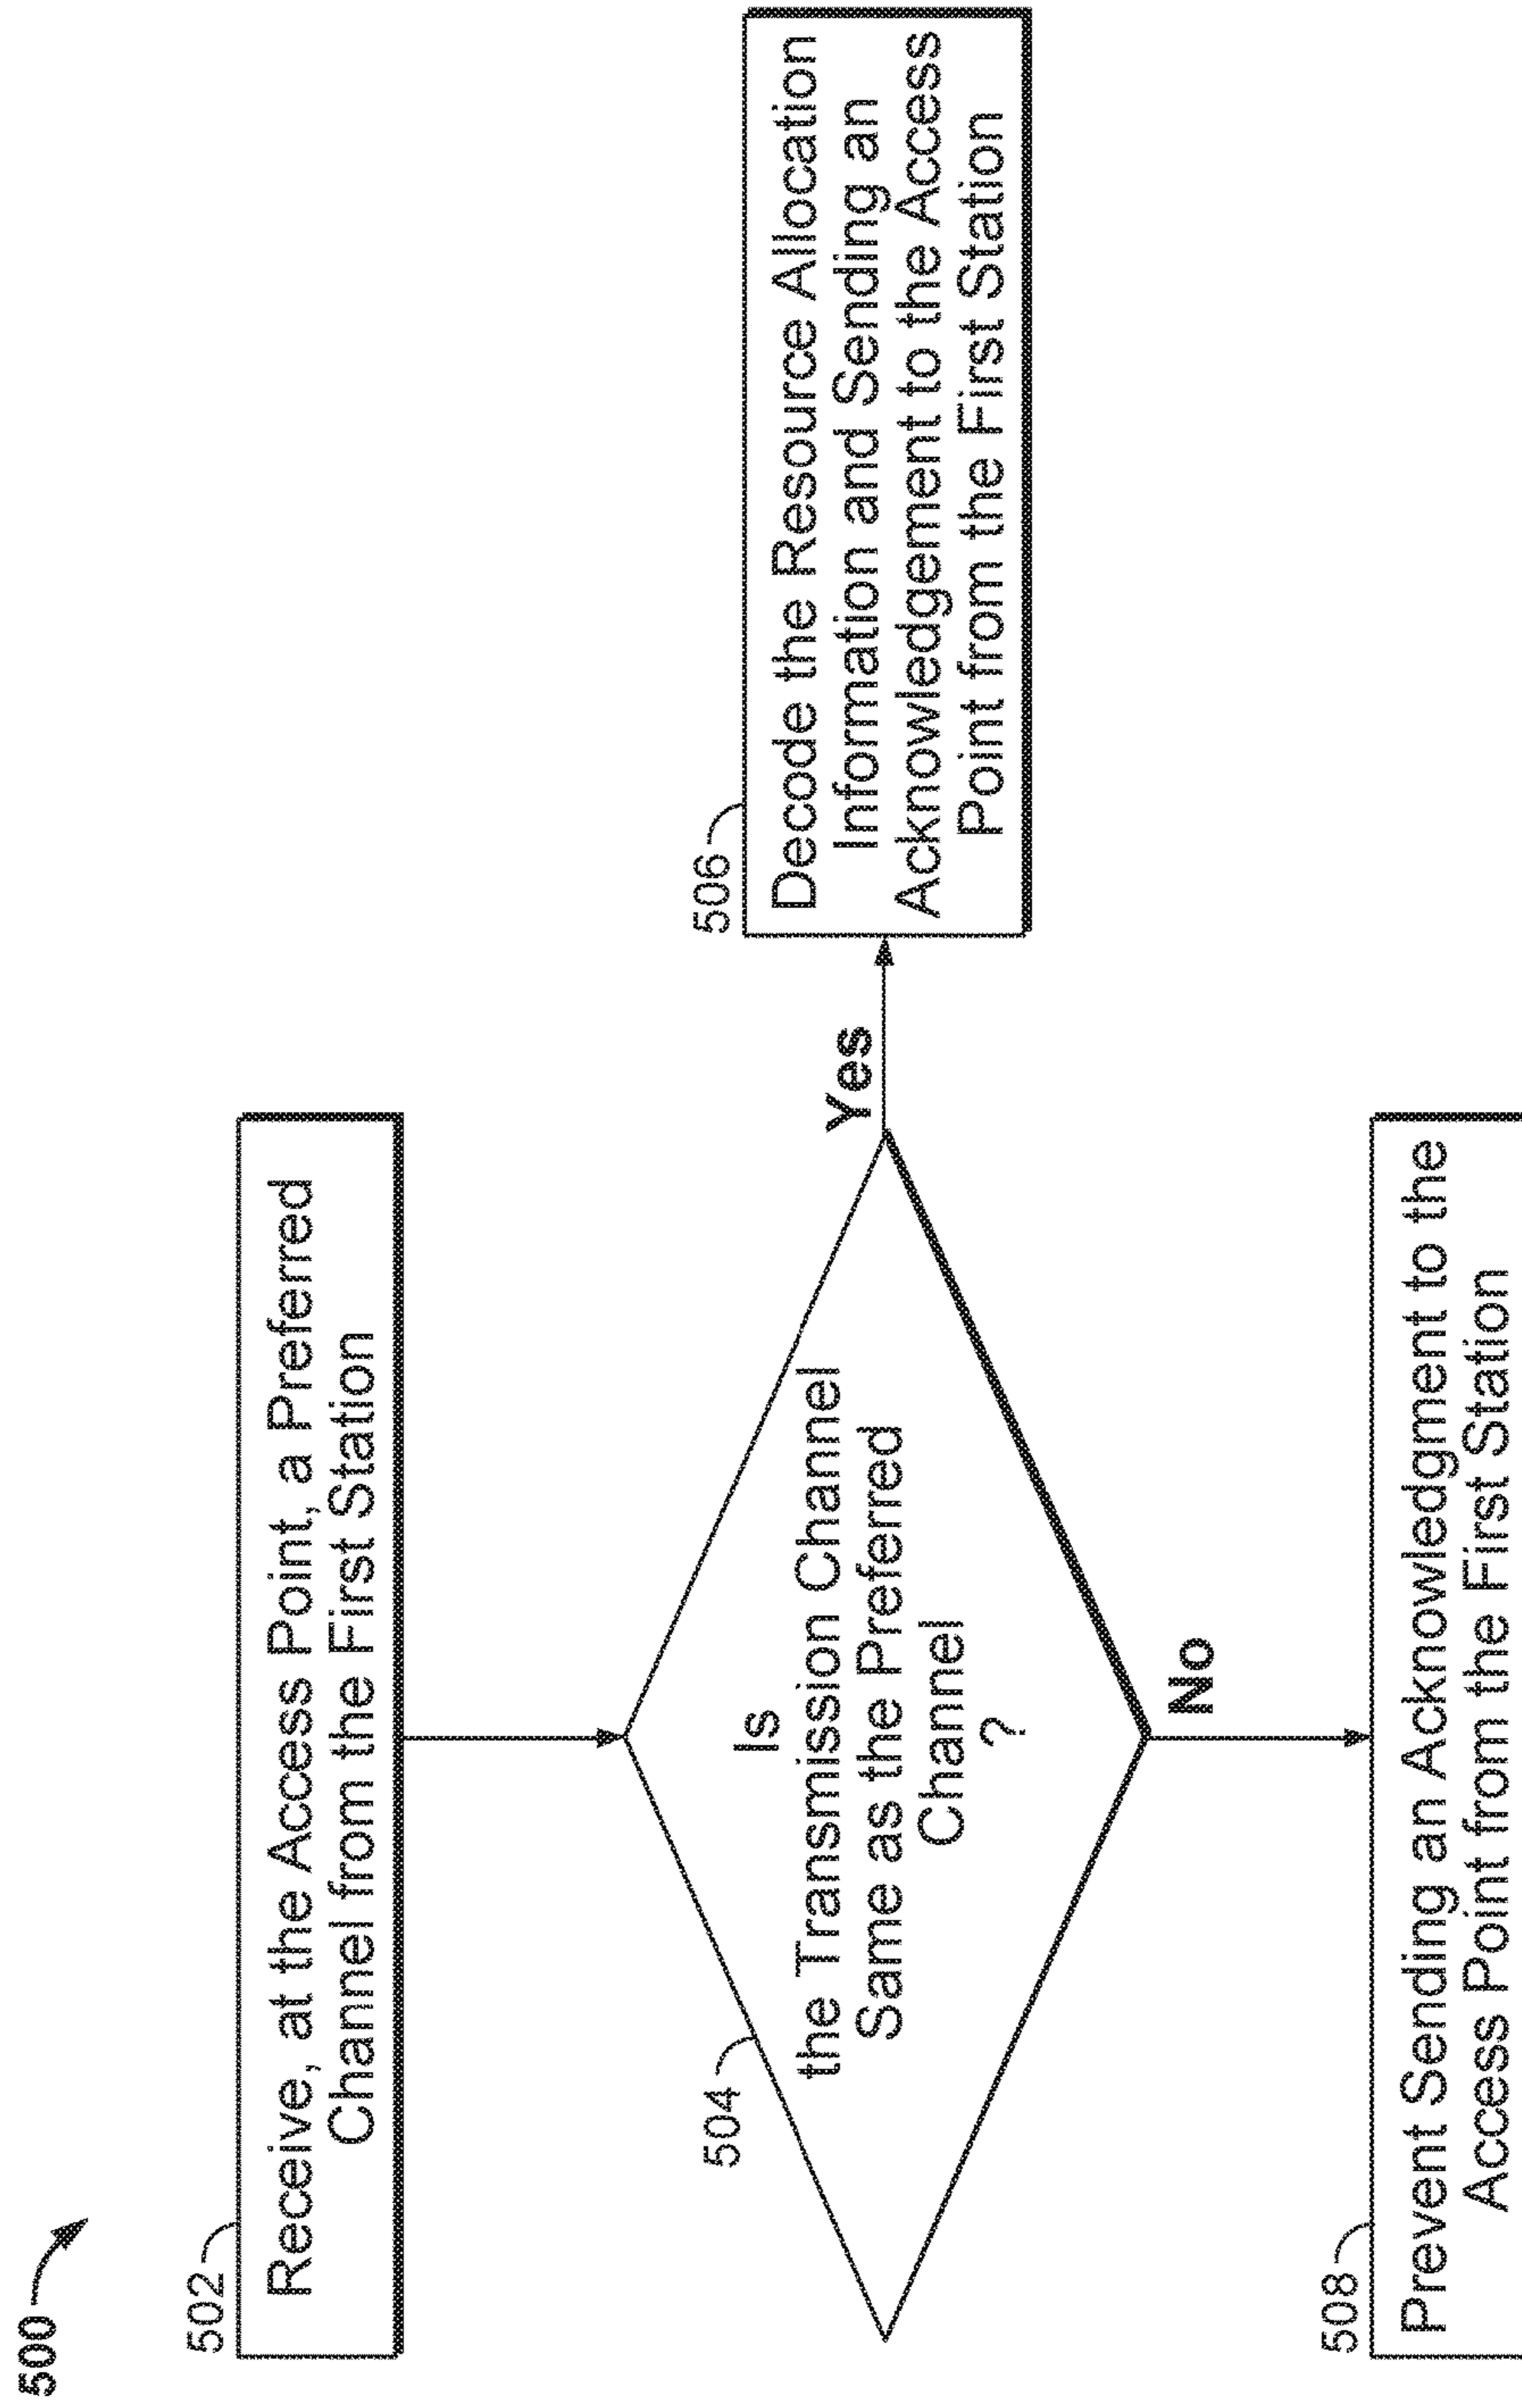 500
502
Receive, at the Access Point, a Preferred
Channel from the First Station
504
Is
the Transmission Channel
Same as the Preferred
Channel
?
Yes
506
Decode the Resource Allocation
Information and Sending an
Acknowledgement to the Access
Point from the First Station
No
508
Prevent Sending an Acknowledgment to the
Access Point from the First Station